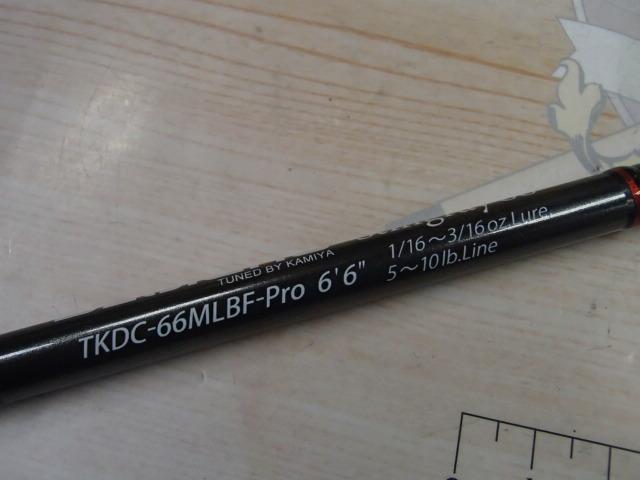 TUNED BY KAMIYA
TKDC-66MLBF-Pro 6'6"
1/16～3/16oz.Lure.
5～10lb.Line